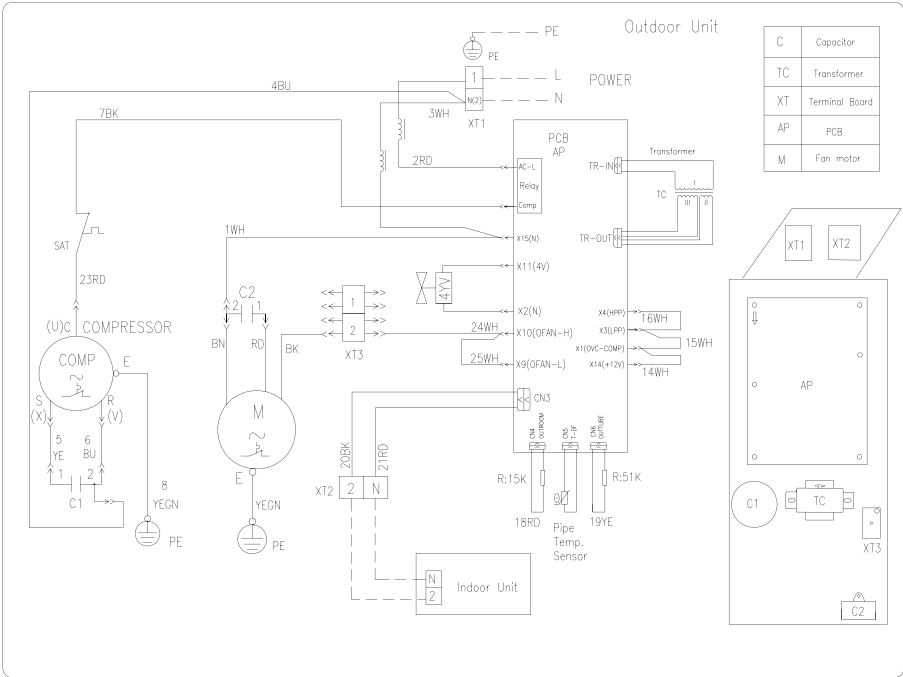 Outdoor Unit
PE
PE
1
L
N(2)
N
POWER
XT1
4BU
3WH
7BK
2RD
C Capacitor
TC Transformer
XT Terminal Board
AP PCB
M Fan motor
PCB
AP
AC-L
Relay
Comp
TR-IN
Transformer
TC
I
III II
TR-OUT
SAT
1WH
X15(N)
X11(4V)
4YV
X2(N)
23RD
C2
2 1
1
2
XT3
BN
RD
BK
24WH
X10(OFAN-H)
25WH
X9(OFAN-L)
X4(HPP)
16WH
X3(LPP)
15WH
X1(OVC-COMP)
X14(+12V)
14WH
(U)C COMPRESSOR
COMP
E
S
(X)
R
(V)
5
YE
6
BU
1 2
C1
8
YEGN
PE
M
E
YEGN
PE
CN3
20BK
21RD
XT2
2 N
N
2
Indoor Unit
CN4
OUTROOM
CN5
T-DF
CN6
OUTTUBE
R:15K
R:51K
θ
18RD
19YE
Pipe
Temp.
Sensor
XT1
XT2
AP
C1
TC
XT3
C2